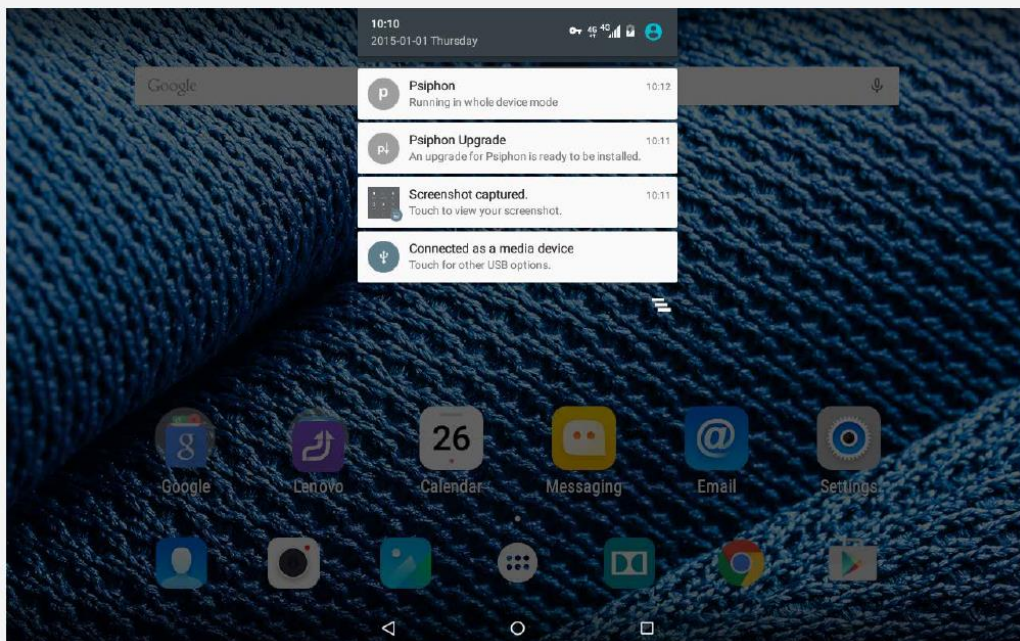 10:10
2015-01-01 Thursday
4G 4G
Google
Psiphon 10:12
Running in whole device mode
Psiphon Upgrade 10:11
An upgrade for Psiphon is ready to be installed.
Screenshot captured. 10:11
Touch to view your screenshot.
Connected as a media device
Touch for other USB options.
26
Google Lenovo Calendar Messaging Email Settings